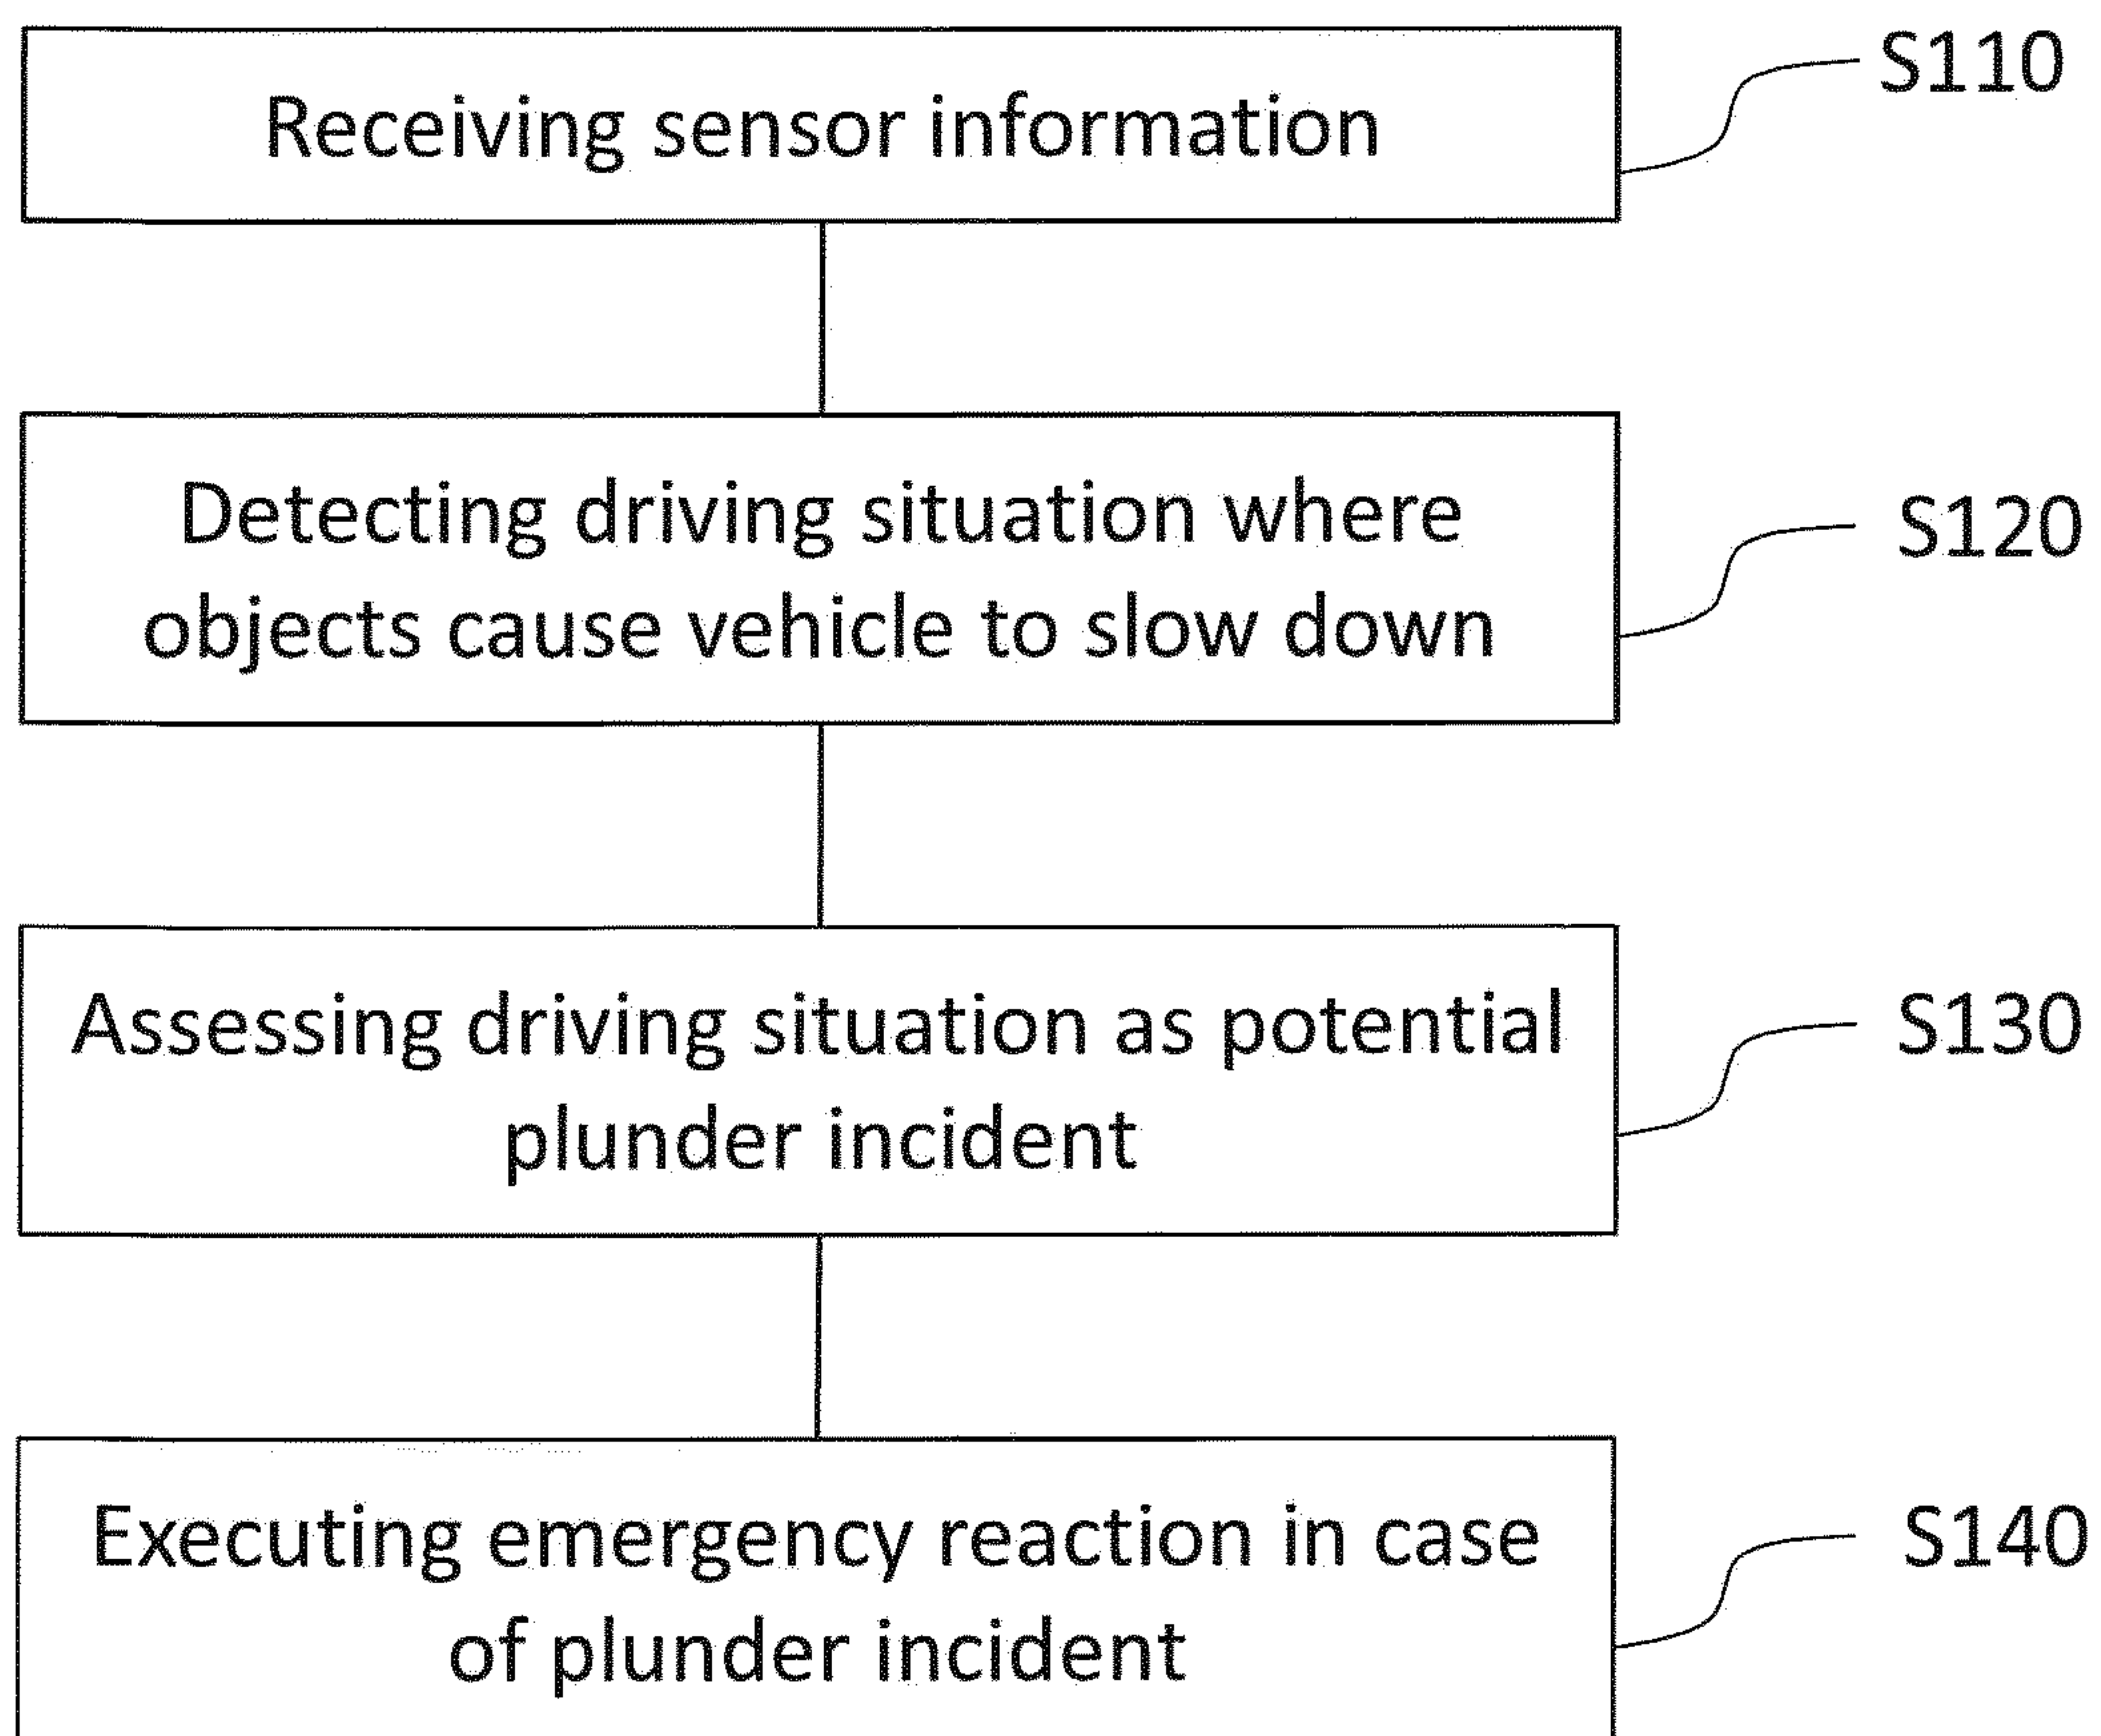 Receiving sensor information
S110
Detecting driving situation where
objects cause vehicle to slow down
S120
Assessing driving situation as potential
plunder incident
S130
Executing emergency reaction in case
of plunder incident
S140